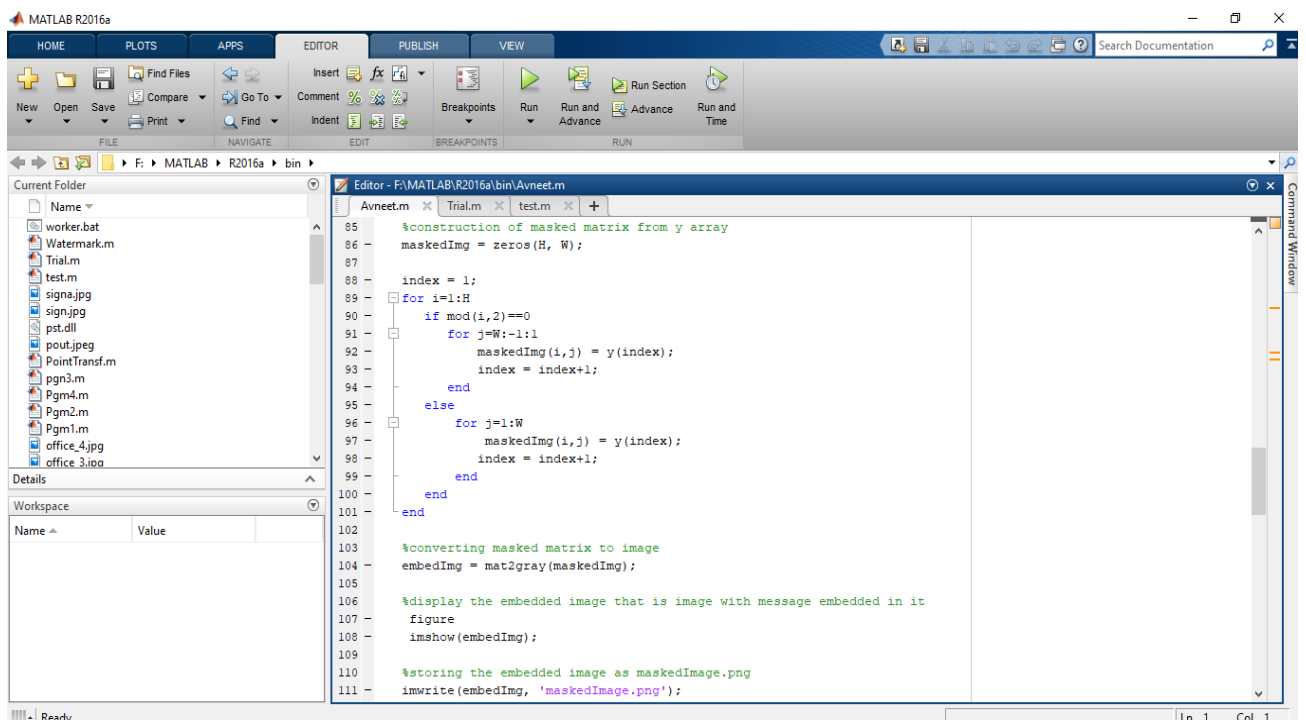 MATLAB R2016a
HOME PLOTS APPS EDITOR PUBLISH VIEW
Search Documentation
New Open Save
Find Files
Compare
Print
FILE
Go To
Find
NAVIGATE
Insert
Comment
Indent
EDIT
Breakpoints
BREAKPOINTS
Run
Run and Advance
Run Section
Advance
Run and Time
RUN
F: MATLAB R2016a bin
Current Folder
Name
worker.bat
Watermark.m
Trial.m
test.m
signa.jpg
sign.jpg
pst.dll
pout.jpeg
PointTransf.m
pgn3.m
Pgm4.m
Pgm2.m
Pgm1.m
office_4.jpg
office_3.jpg
Details
Workspace
Name Value
Editor - F:\MATLAB\R2016a\bin\Avneet.m
Avneet.m Trial.m test.m
85 %construction of masked matrix from y array
86 – maskedImg = zeros(H, W);
87
88 – index = 1;
89 – for i=1:H
90 – if mod(i,2)==0
91 – for j=W:-1:1
92 – maskedImg(i,j) = y(index);
93 – index = index+1;
94 – end
95 – else
96 – for j=1:W
97 – maskedImg(i,j) = y(index);
98 – index = index+1;
99 – end
100 – end
101 – end
102
103 %converting masked matrix to image
104 – embedImg = mat2gray(maskedImg);
105
106 %display the embedded image that is image with message embedded in it
107 – figure
108 – imshow(embedImg);
109
110 %storing the embedded image as maskedImage.png
111 – imwrite(embedImg, 'maskedImage.png');
Command Window
Ready
Ln 1 Col 1